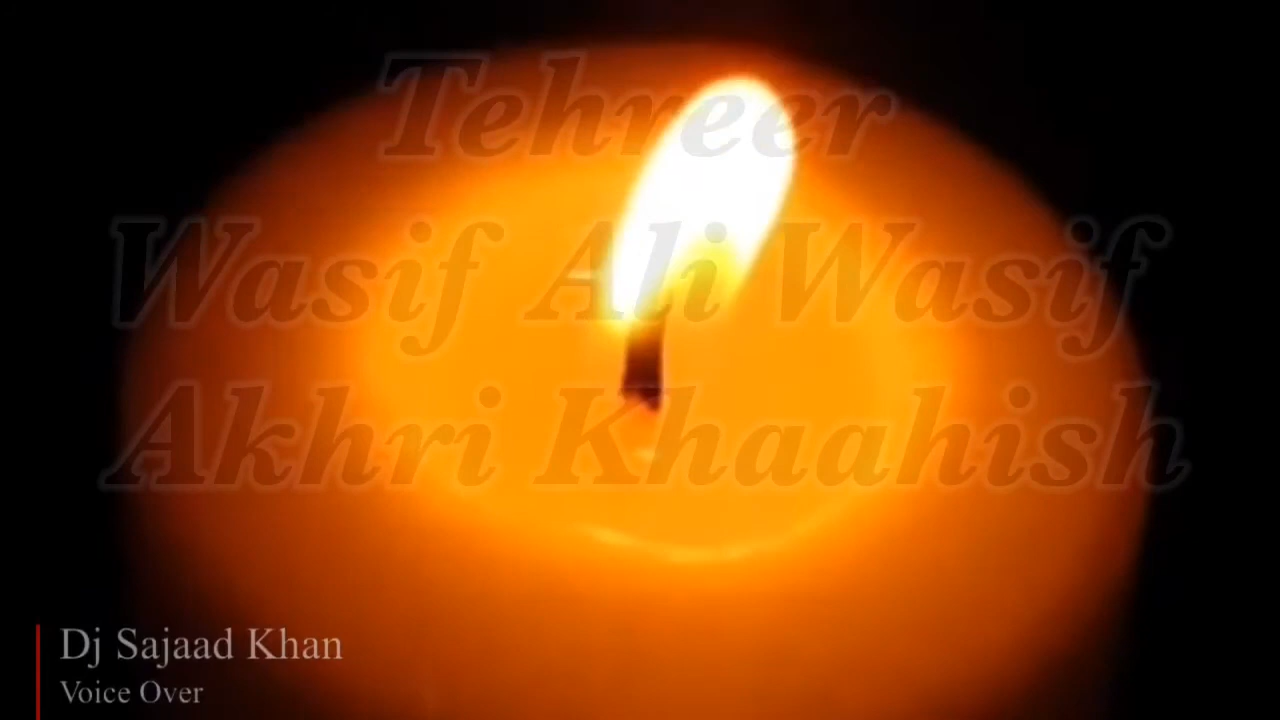 Tehreer
Wasif Ali Wasif
Akhri Khaahish
Dj Sajaad Khan
Voice Over